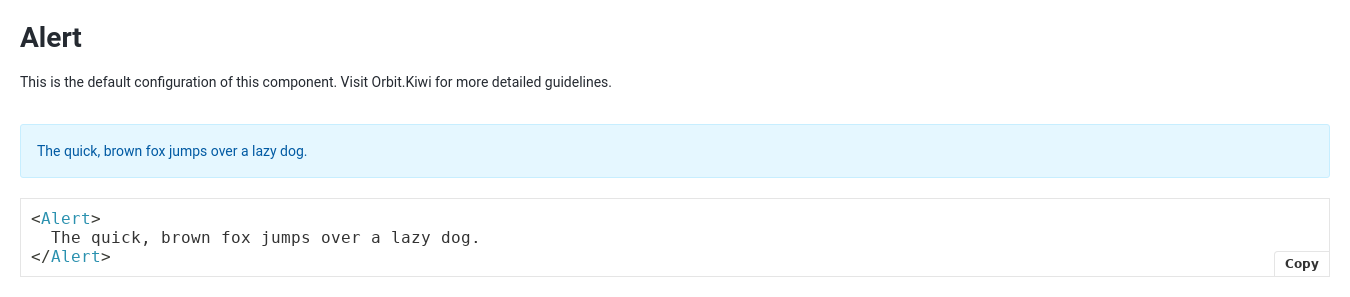 Alert
This is the default configuration of this component. Visit Orbit.Kiwi for more detailed guidelines.
The quick, brown fox jumps over a lazy dog.
<Alert>
  The quick, brown fox jumps over a lazy dog.
</Alert>
Copy